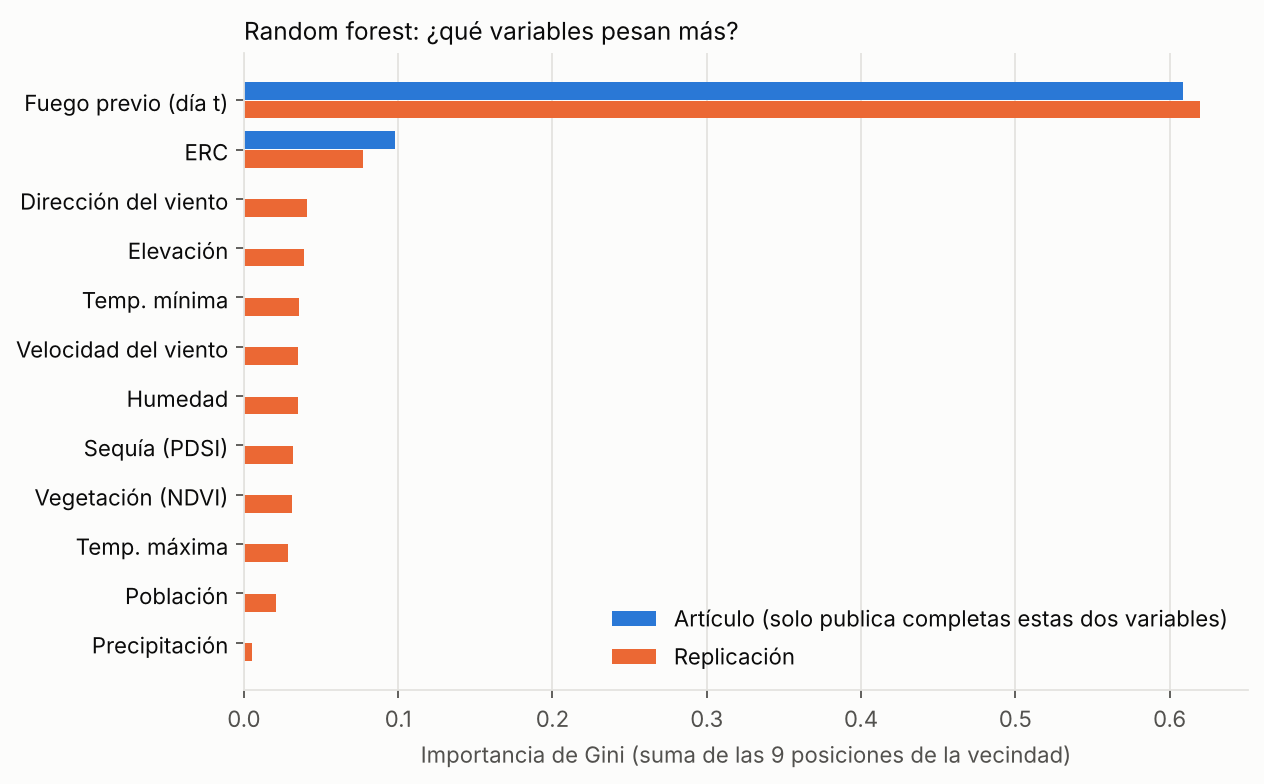 Random forest: ¿qué variables pesan más?
Fuego previo (día t)
ERC
Dirección del viento
Elevación
Temp. mínima
Velocidad del viento
Humedad
Sequía (PDSI)
Vegetación (NDVI)
Temp. máxima
Población
Precipitación
Artículo (solo publica completas estas dos variables)
Replicación
0.0 0.1 0.2 0.3 0.4 0.5 0.6
Importancia de Gini (suma de las 9 posiciones de la vecindad)